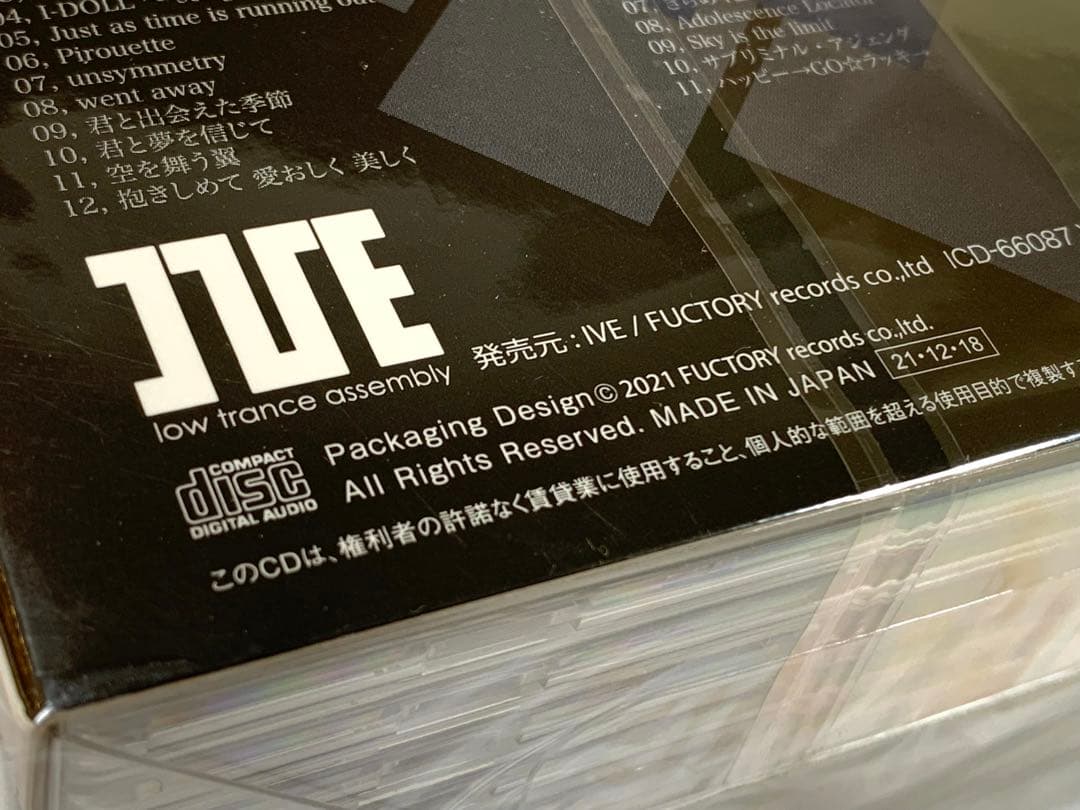 04, I-DOLL
05, Just as time is running out
06, Pirouette
07, unsymmetry
08, went away
09, 君と出会えた季節
10, 君と夢を信じて
11, 空を舞う翼
12, 抱きしめて 愛おしく 美しく
07,
08, Adolescence Locator
09, Sky is the limit
10, サブリミナル・アジェンダ
11, ハッピー→GO☆ラッキー
IVE
low trance assembly
発売元 : IVE / FUCTORY records co.,ltd ICD-66087
Packaging Design©2021 FUCTORY records co.,ltd.
All Rights Reserved. MADE IN JAPAN 21・12・18
COMPACT
disc
DIGITAL AUDIO
このCDは、権利者の許諾なく賃貸業に使用すること、個人的な範囲を超える使用目的で複製す